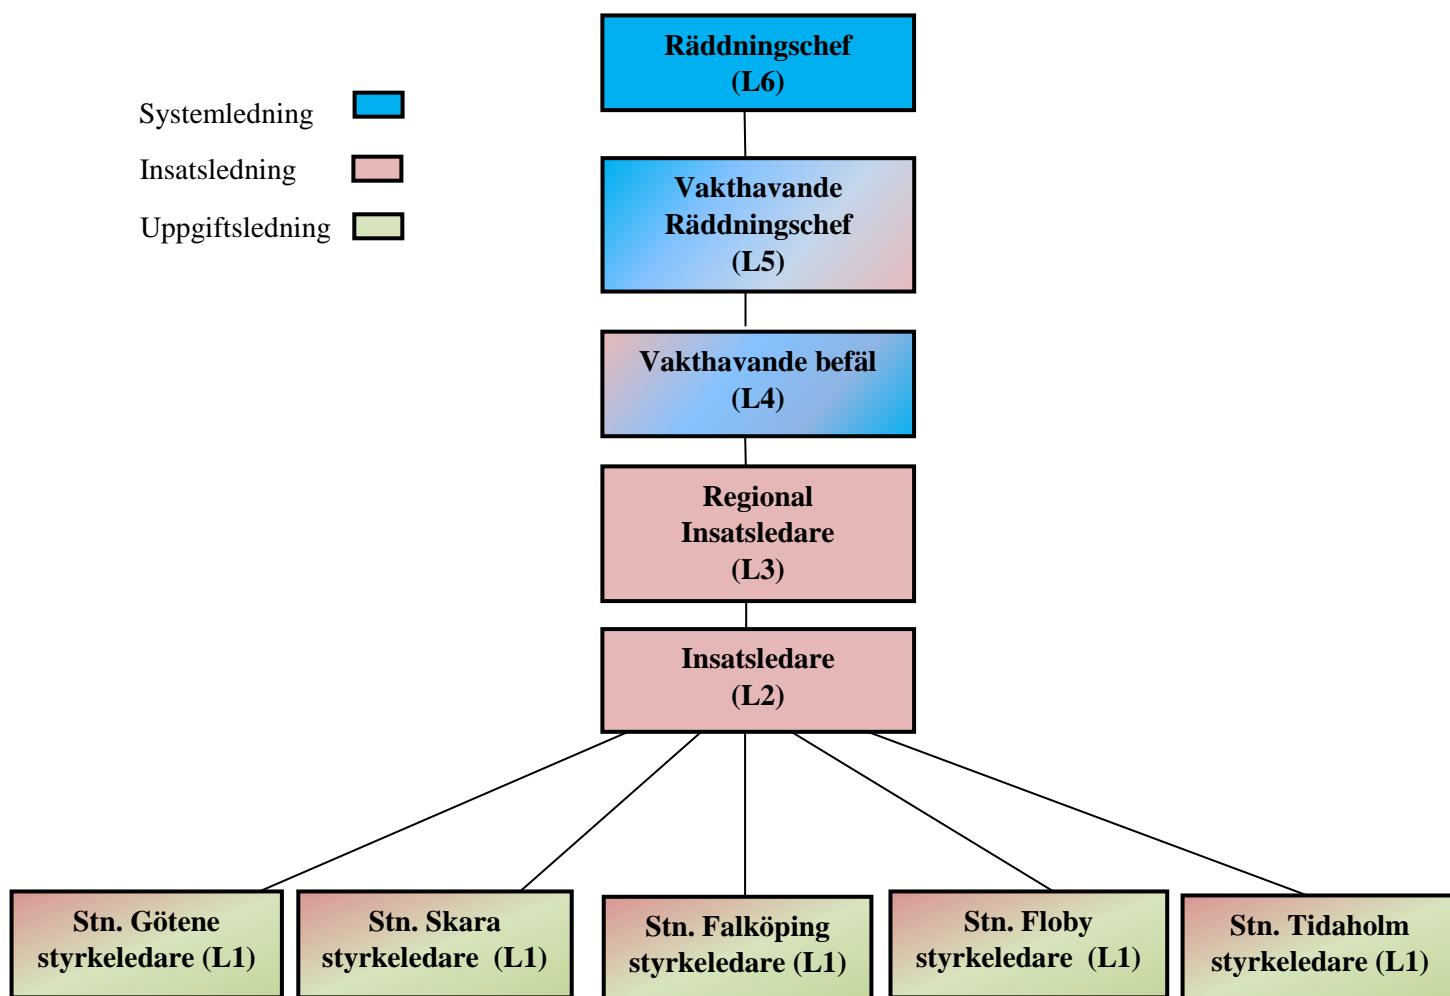 Räddningschef
(L6)
Systemledning
Insatsledning
Uppgiftsledning
Vakthavande
Räddningschef
(L5)
Vakthavande befäl
(L4)
Regional
Insatsledare
(L3)
Insatsledare
(L2)
Stn. Götene
styrkeledare (L1)
Stn. Skara
styrkeledare (L1)
Stn. Falköping
styrkeledare (L1)
Stn. Floby
styrkeledare (L1)
Stn. Tidaholm
styrkeledare (L1)